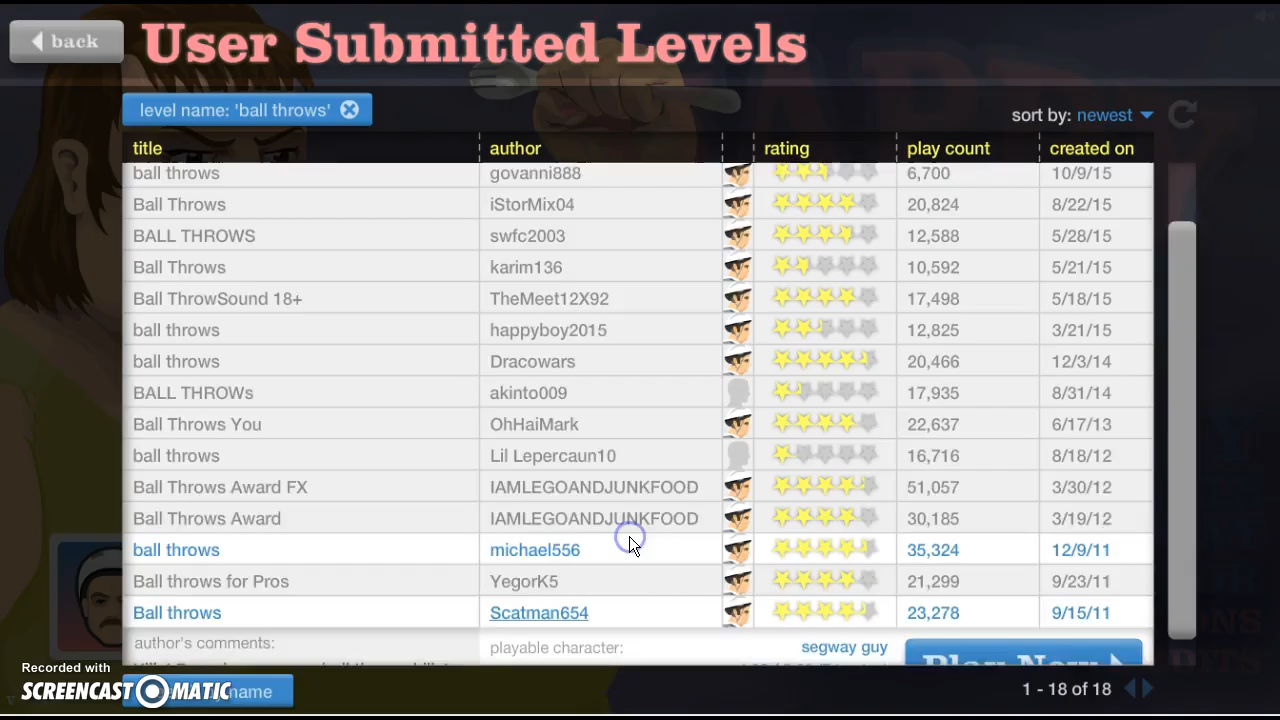 back
User Submitted Levels
level name: 'ball throws'
sort by: newest
title author rating play count created on
ball throws govanni888 6,700 10/9/15
Ball Throws iStorMix04 20,824 8/22/15
BALL THROWS swfc2003 12,588 5/28/15
Ball Throws karim136 10,592 5/21/15
Ball ThrowSound 18+ TheMeet12X92 17,498 5/18/15
ball throws happyboy2015 12,825 3/21/15
ball throws Dracowars 20,466 12/3/14
BALL THROWs akinto009 17,935 8/31/14
Ball Throws You OhHaiMark 22,637 6/17/13
ball throws Lil Lepercaun10 16,716 8/18/12
Ball Throws Award FX IAMLEGOANDJUNKFOOD 51,057 3/30/12
Ball Throws Award IAMLEGOANDJUNKFOOD 30,185 3/19/12
ball throws michael556 35,324 12/9/11
Ball throws for Pros YegorK5 21,299 9/23/11
Ball throws Scatman654 23,278 9/15/11
author's comments: playable character: segway guy
Play Now
Recorded with
SCREENCAST-O-MATIC
name
1 - 18 of 18